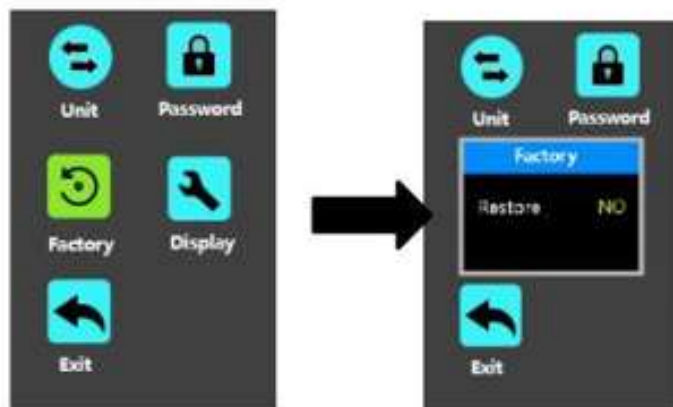 Unit Password
Factory Display
Exit
Unit Password
Factory
Restore NO
Exit